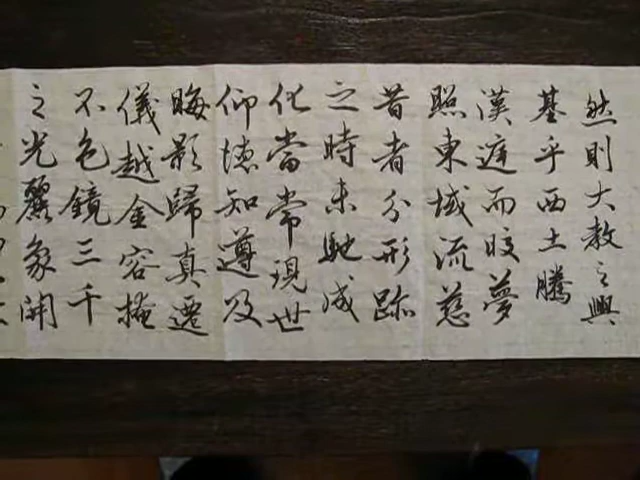 然則大教之興
基乎西土騰
漢庭而皎夢
照東域流慈
昔者分形跡
之時未馳成
化當常現世
仰德知遵及
晦影歸真遷
儀越金容掩
不色鏡三千
之光麗象開